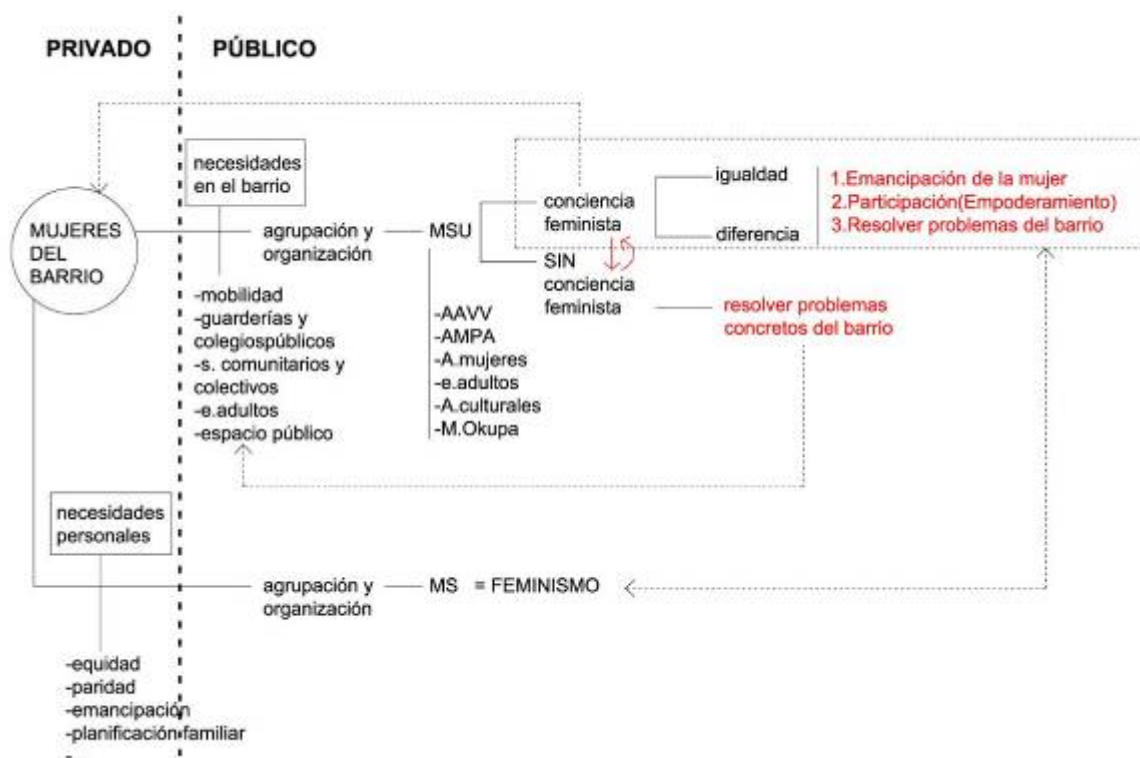 PRIVADO
PÚBLICO
necesidades
en el barrio
MUJERES
DEL
BARRIO
agrupación y
organización
MSU
conciencia
feminista
igualdad
diferencia
1.Emancipación de la mujer
2.Participación(Empoderamiento)
3.Resolver problemas del barrio
SIN
conciencia
feminista
resolver problemas
concretos del barrio
-mobilidad
-guarderías y
colegiospúblicos
-s. comunitarios y
colectivos
-e.adultos
-espacio público
-AAVV
-AMPA
-A.mujeres
-e.adultos
-A.culturales
-M.Okupa
necesidades
personales
agrupación y
organización
MS = FEMINISMO
-equidad
-paridad
-emancipación
-planificación familiar
-